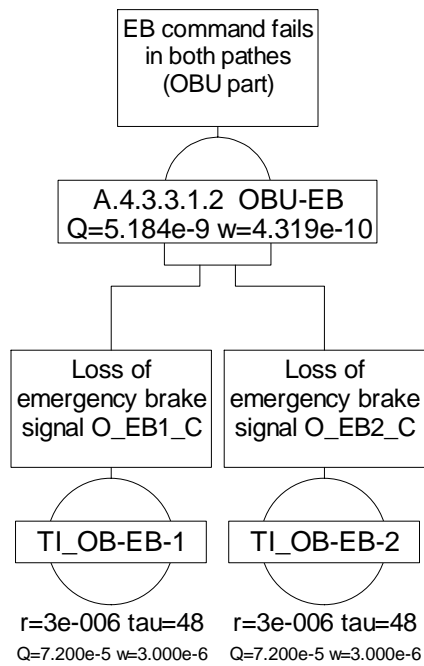 EB command fails
in both pathes
(OBU part)
A.4.3.3.1.2 OBU-EB
Q=5.184e-9 w=4.319e-10
Loss of
emergency brake
signal O_EB1_C
Loss of
emergency brake
signal O_EB2_C
TI_OB-EB-1
TI_OB-EB-2
r=3e-006 tau=48
r=3e-006 tau=48
Q=7.200e-5 w=3.000e-6
Q=7.200e-5 w=3.000e-6